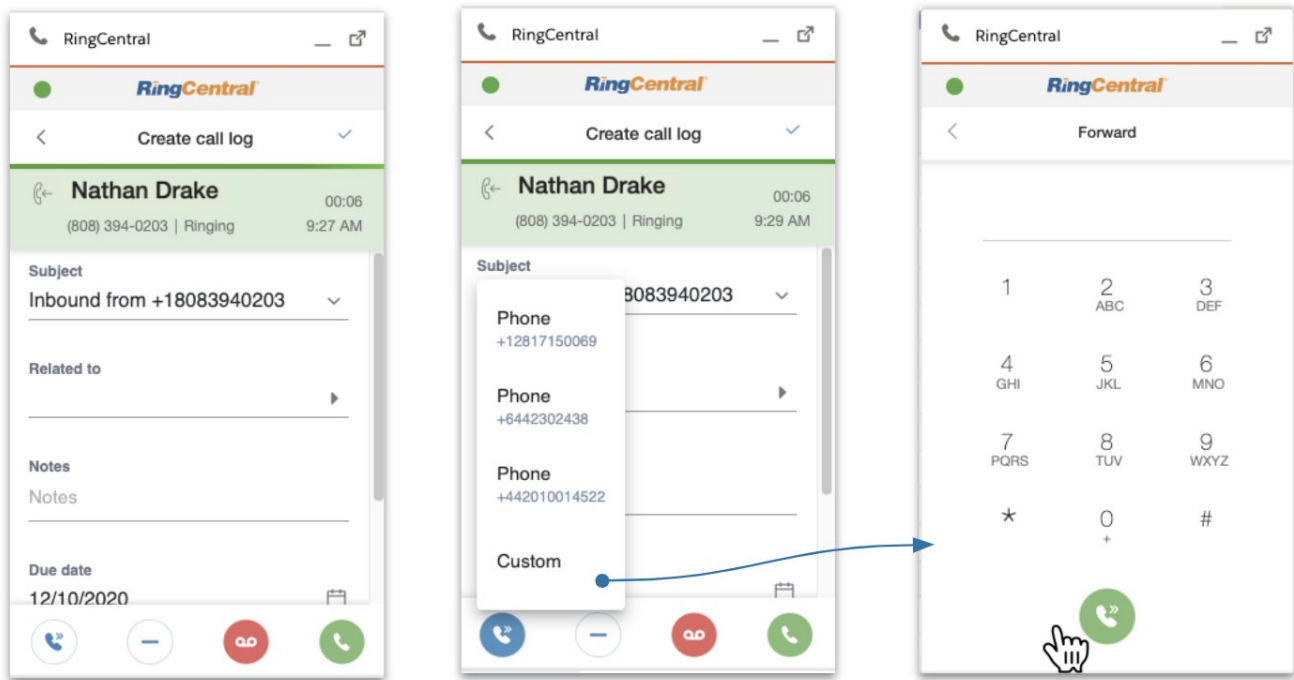 RingCentral
RingCentral
Create call log
Nathan Drake
00:06
(808) 394-0203 | Ringing
9:27 AM
Subject
Inbound from +18083940203
Related to
Notes
Notes
Due date
12/10/2020
RingCentral
RingCentral
Create call log
Nathan Drake
00:06
(808) 394-0203 | Ringing
9:29 AM
Subject
8083940203
Phone
+12817150069
Phone
+6442302438
Phone
+442010014522
Custom
RingCentral
RingCentral
Forward
1 2 3
ABC DEF
4 5 6
GHI JKL MNO
7 8 9
PQRS TUV WXYZ
* 0 #
+